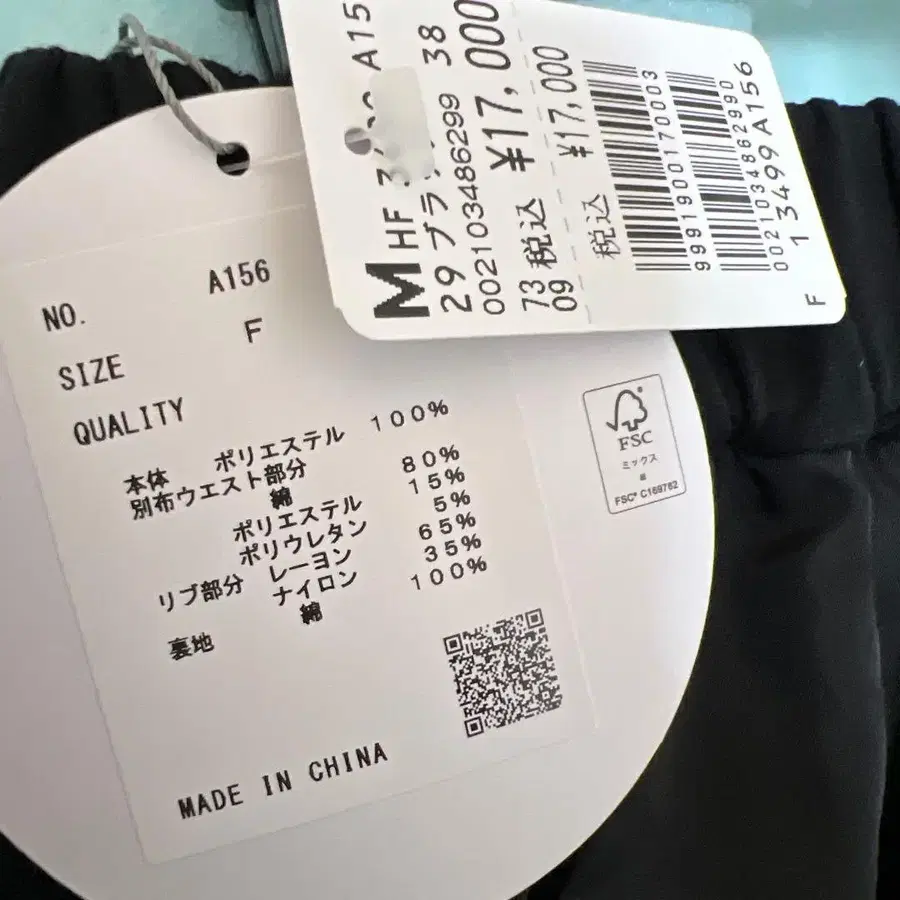 NO. A156
SIZE F
QUALITY
本体 ポリエステル 100%
別布ウエスト部分
綿 80%
ポリエステル 15%
ポリウレタン 5%
リブ部分 レーヨン 65%
ナイロン 35%
裏地 綿 100%
MADE IN CHINA
FSC
ミックス
FSC® C169762
M HF A15
29 ブラ 38
002103486299
73 税込 ¥17,000
09
税込 ¥17,000
9991900170003
0021034862990
13499A156
F